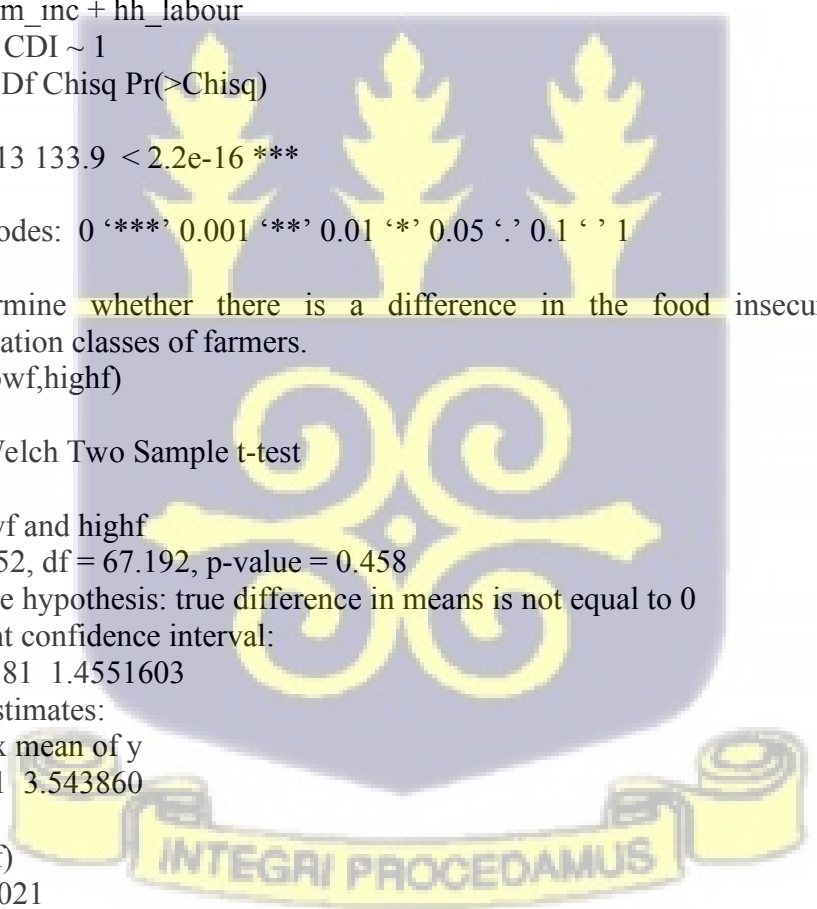 m_inc + hh_labour
CDI ~ 1
Df Chisq Pr(>Chisq)
13 133.9 < 2.2e-16 ***
odes: 0 ‘***’ 0.001 ‘**’ 0.01 ‘*’ 0.05 ‘.’ 0.1 ‘ ’ 1
rmine whether there is a difference in the food insecu
ation classes of farmers.
owf,highf)
Welch Two Sample t-test
wf and highf
52, df = 67.192, p-value = 0.458
e hypothesis: true difference in means is not equal to 0
nt confidence interval:
81 1.4551603
stimates:
x mean of y
1 3.543860
f)
021
INTEGRI PROCEDAMUS